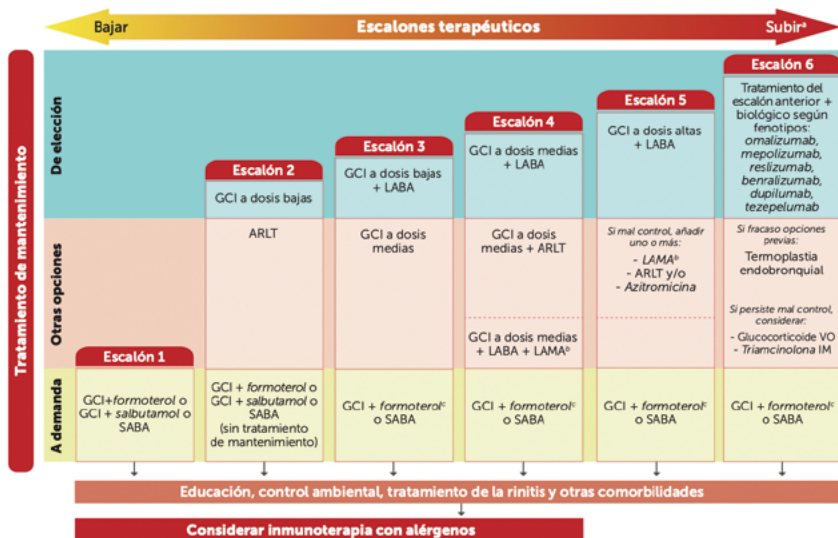 Bajar
Escalones terapéuticos
Subirᵃ
Tratamiento de mantenimiento
De elección
Escalón 2
GCI a dosis bajas
Escalón 3
GCI a dosis bajas
+ LABA
Escalón 4
GCI a dosis medias
+ LABA
Escalón 5
GCI a dosis altas
+ LABA
Escalón 6
Tratamiento del
escalón anterior +
biológico según
fenotipos:
omalizumab,
mepolizumab,
reslizumab,
benralizumab,
dupilumab,
tezepelumab
Otras opciones
Escalón 1
ARLT
GCI a dosis
medias
GCI a dosis
medias + ARLT
GCI a dosis medias
+ LABA + LAMAᵇ
Si mal control, añadir
uno o más:
- LAMAᵇ
- ARLT y/o
- Azitromicina
Si fracaso opciones
previas:
Termoplastia
endobronquial
Si persiste mal control,
considerar:
- Glucocorticoide VO
- Triamcinolona IM
A demanda
GCI+formoterol o
GCI + salbutamol o
SABA
GCI + formoterol o
GCI + salbutamol o
SABA
(sin tratamiento
de mantenimiento)
GCI + formoterolᶜ
o SABA
GCI + formoterolᶜ
o SABA
GCI + formoterolᶜ
o SABA
GCI + formoterolᶜ
o SABA
Educación, control ambiental, tratamiento de la rinitis y otras comorbilidades
Considerar inmunoterapia con alérgenos